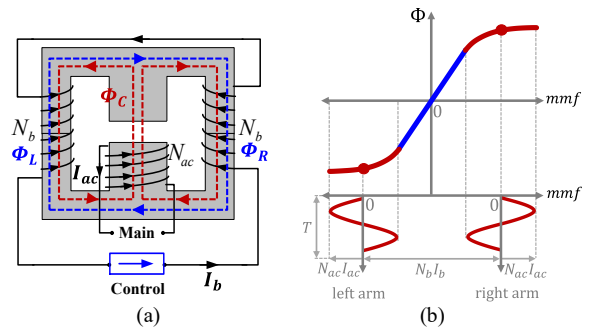 Φ_C
N_b
N_b
Φ_L
N_ac
Φ_R
I_ac
Main
Control
I_b
(a)
Φ
mmf
0
mmf
0
0
T
N_ac I_ac
N_b I_b
N_ac I_ac
left arm
right arm
(b)